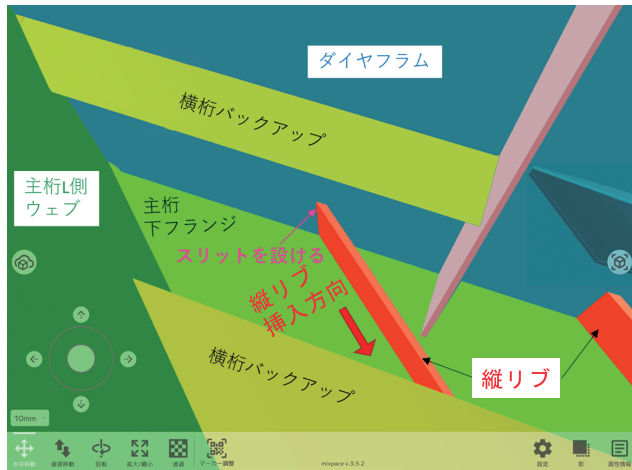 ダイヤフラム
横桁バックアップ
主桁L側
ウェブ
主桁
下フランジ
スリットを設ける
縦リブ
挿入方向
横桁バックアップ
縦リブ
10mm
水平移動
垂直移動
回転
拡大/縮小
透過
マーカー調整
mixpace v.3.5.2
設定
影
属性情報